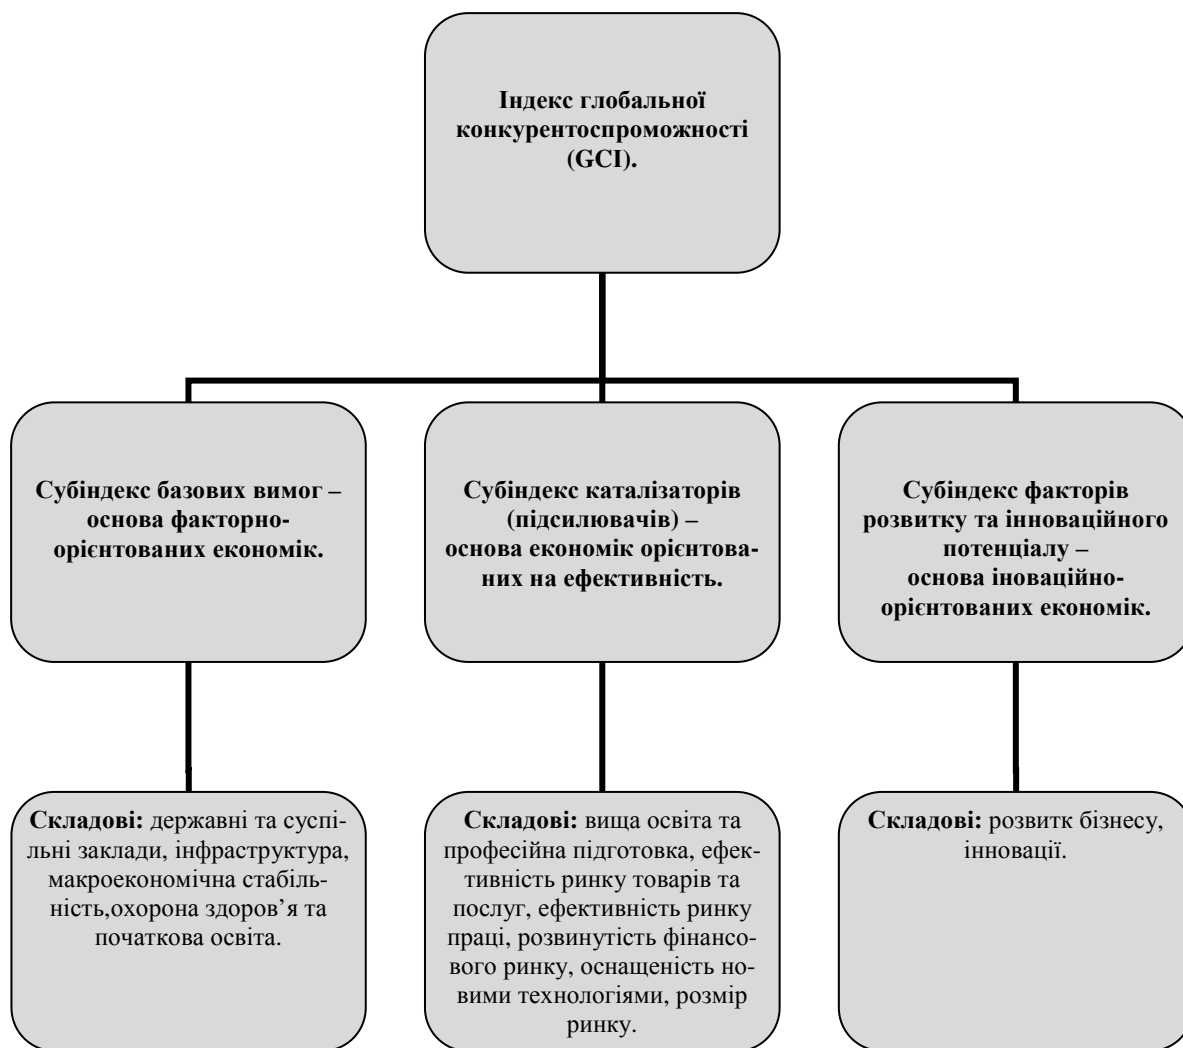 Індекс глобальної
конкурентоспроможності
(GCI).
Субіндекс базових вимог –
основа факторно-
орієнтованих економік.
Субіндекс каталізаторів
(підсилювачів) –
основа економік орієнтова-
них на ефективність.
Субіндекс факторів
розвитку та інноваційного
потенціалу –
основа іноваційно-
орієнтованих економік.
Складові: державні та суспі-
льні заклади, інфраструктура,
макроекономічна стабіль-
ність,охорона здоров’я та
початкова освіта.
Складові: вища освіта та
професійна підготовка, ефек-
тивність ринку товарів та
послуг, ефективність ринку
праці, розвинутість фінансо-
вого ринку, оснащеність но-
вими технологіями, розмір
ринку.
Складові: розвитк бізнесу,
інновації.